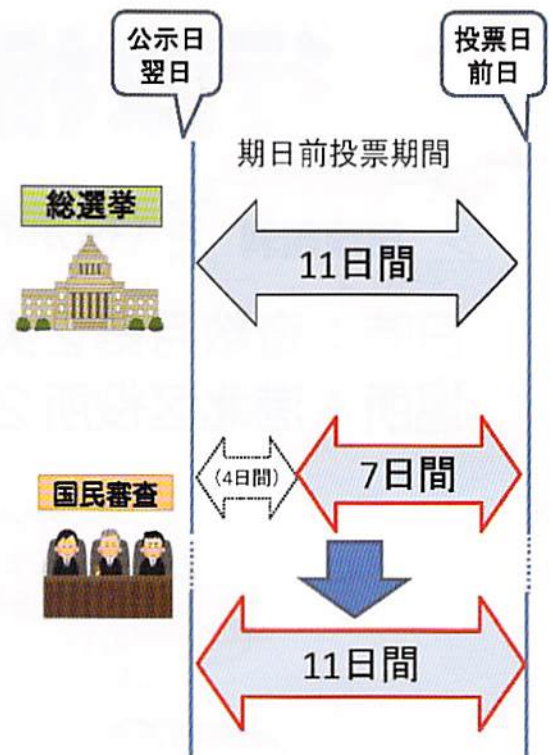 公示日
翌日
投票日
前日
期日前投票期間
総選挙
11日間
国民審査
(4日間)
7日間
11日間